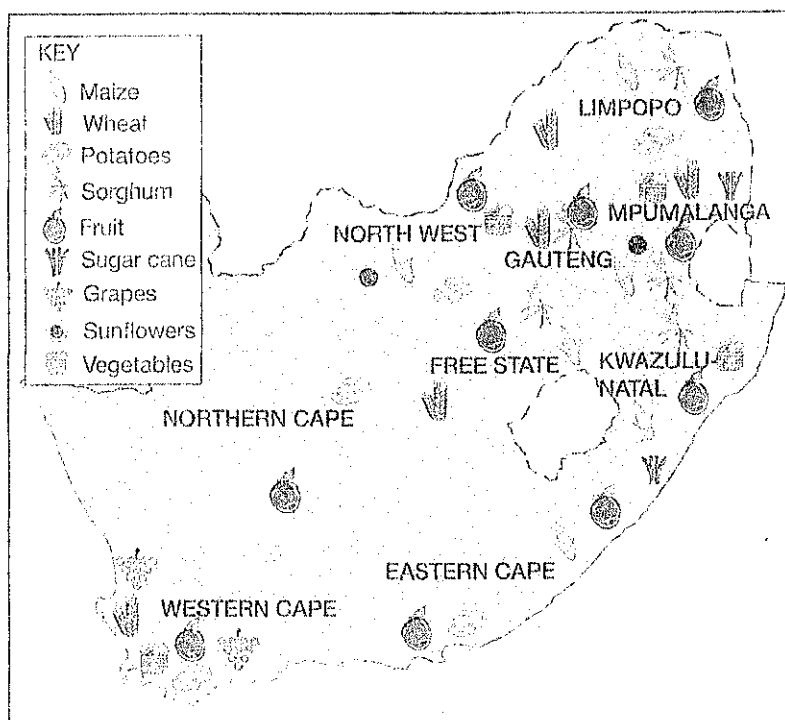 KEY
Maize
Wheat
Potatoes
Sorghum
Fruit
Sugar cane
Grapes
Sunflowers
Vegetables
LIMPOPO
MPUMALANGA
NORTH WEST
GAUTENG
FREE STATE
KWAZULU-
NATAL
NORTHERN CAPE
EASTERN CAPE
WESTERN CAPE